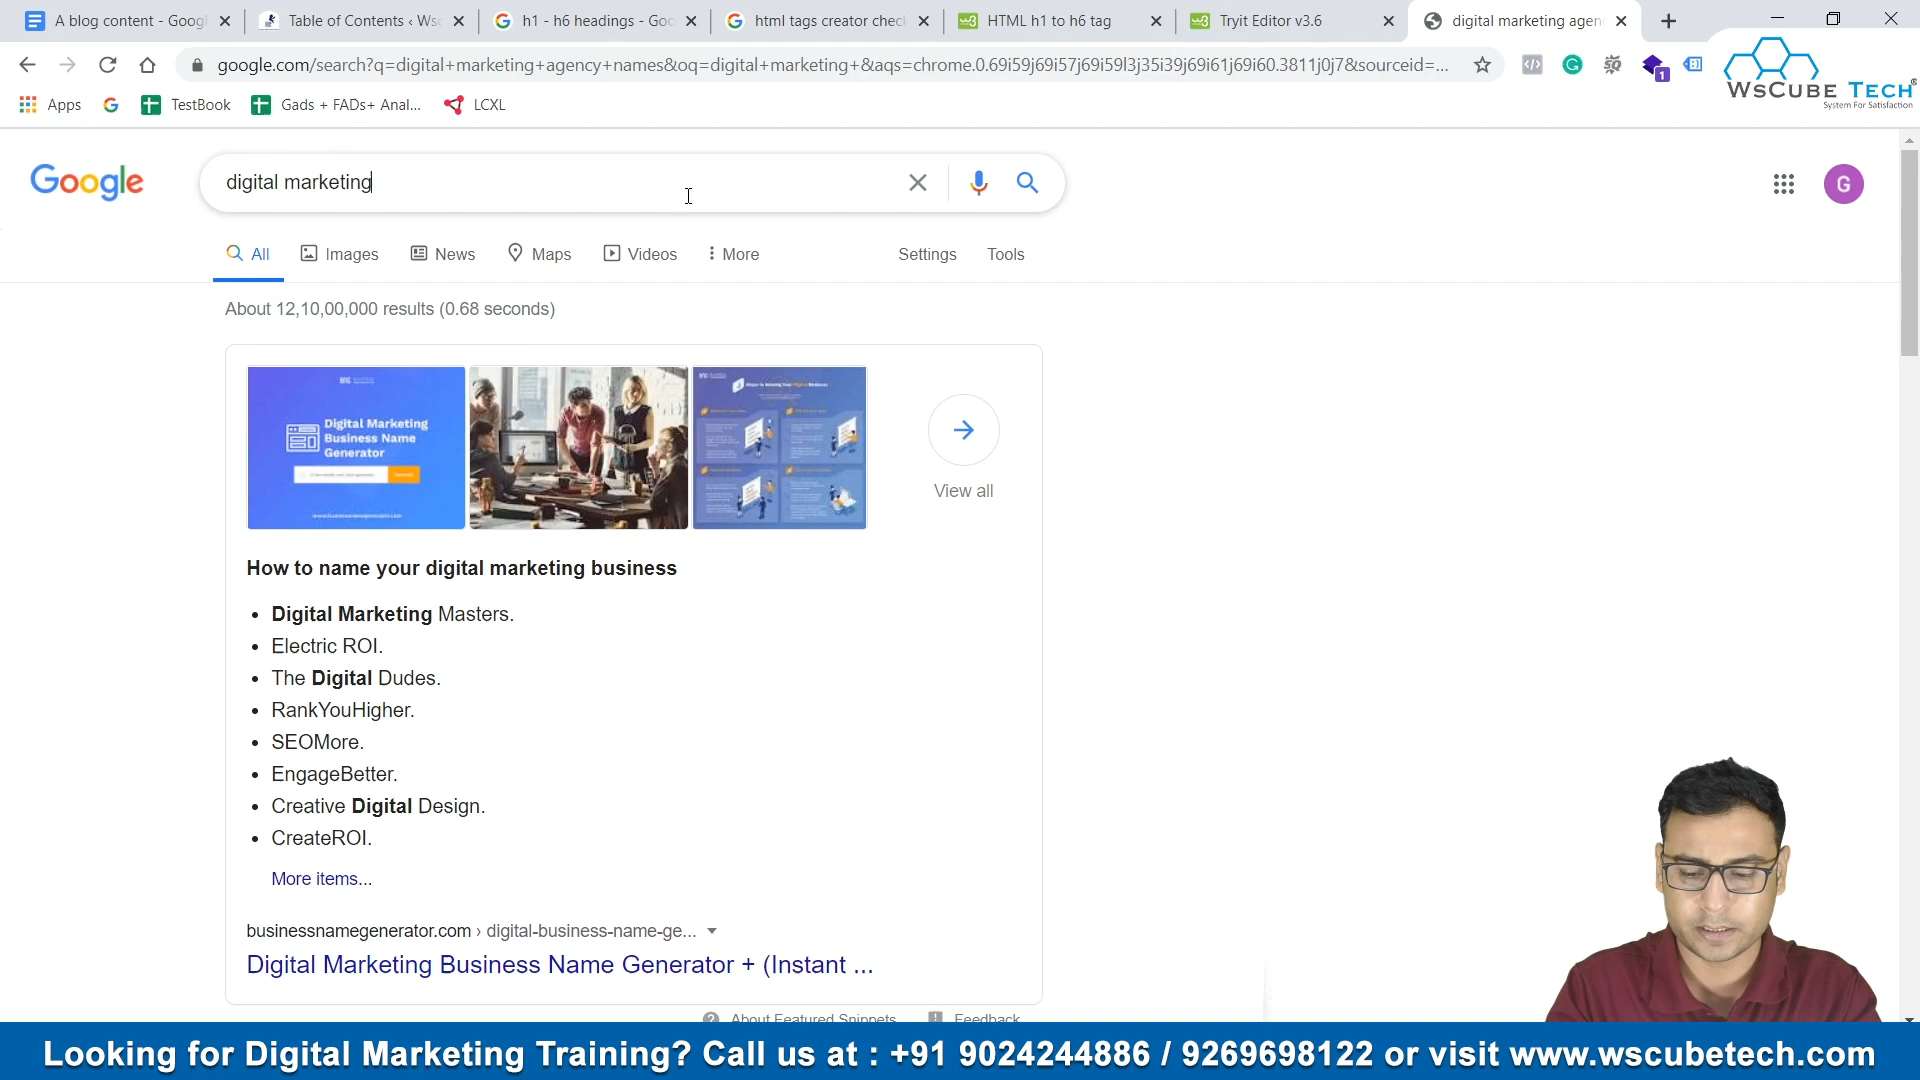 A blog content - Googl
Table of Contents ‹ Wsc
h1 - h6 headings - Goo
html tags creator chec
HTML h1 to h6 tag
Tryit Editor v3.6
digital marketing agen
google.com/search?q=digital+marketing+agency+names&oq=digital+marketing+&aqs=chrome.0.69i59j69i57j69i59l3j35i39j69i61j69i60.3811j0j7&sourceid=...
1
WsCube Tech
System For Satisfaction
Apps
TestBook
Gads + FADs+ Anal...
LCXL
Google
digital marketing
G
All
Images
News
Maps
Videos
More
Settings
Tools
About 12,10,00,000 results (0.68 seconds)
Digital Marketing
Business Name
Generator
View all
How to name your digital marketing business
• Digital Marketing Masters.
• Electric ROI.
• The Digital Dudes.
• RankYouHigher.
• SEOMore.
• EngageBetter.
• Creative Digital Design.
• CreateROI.
More items...
businessnamegenerator.com › digital-business-name-ge...
Digital Marketing Business Name Generator + (Instant ...
About Featured Snippets
Feedback
Looking for Digital Marketing Training? Call us at : +91 9024244886 / 9269698122 or visit www.wscubetech.com